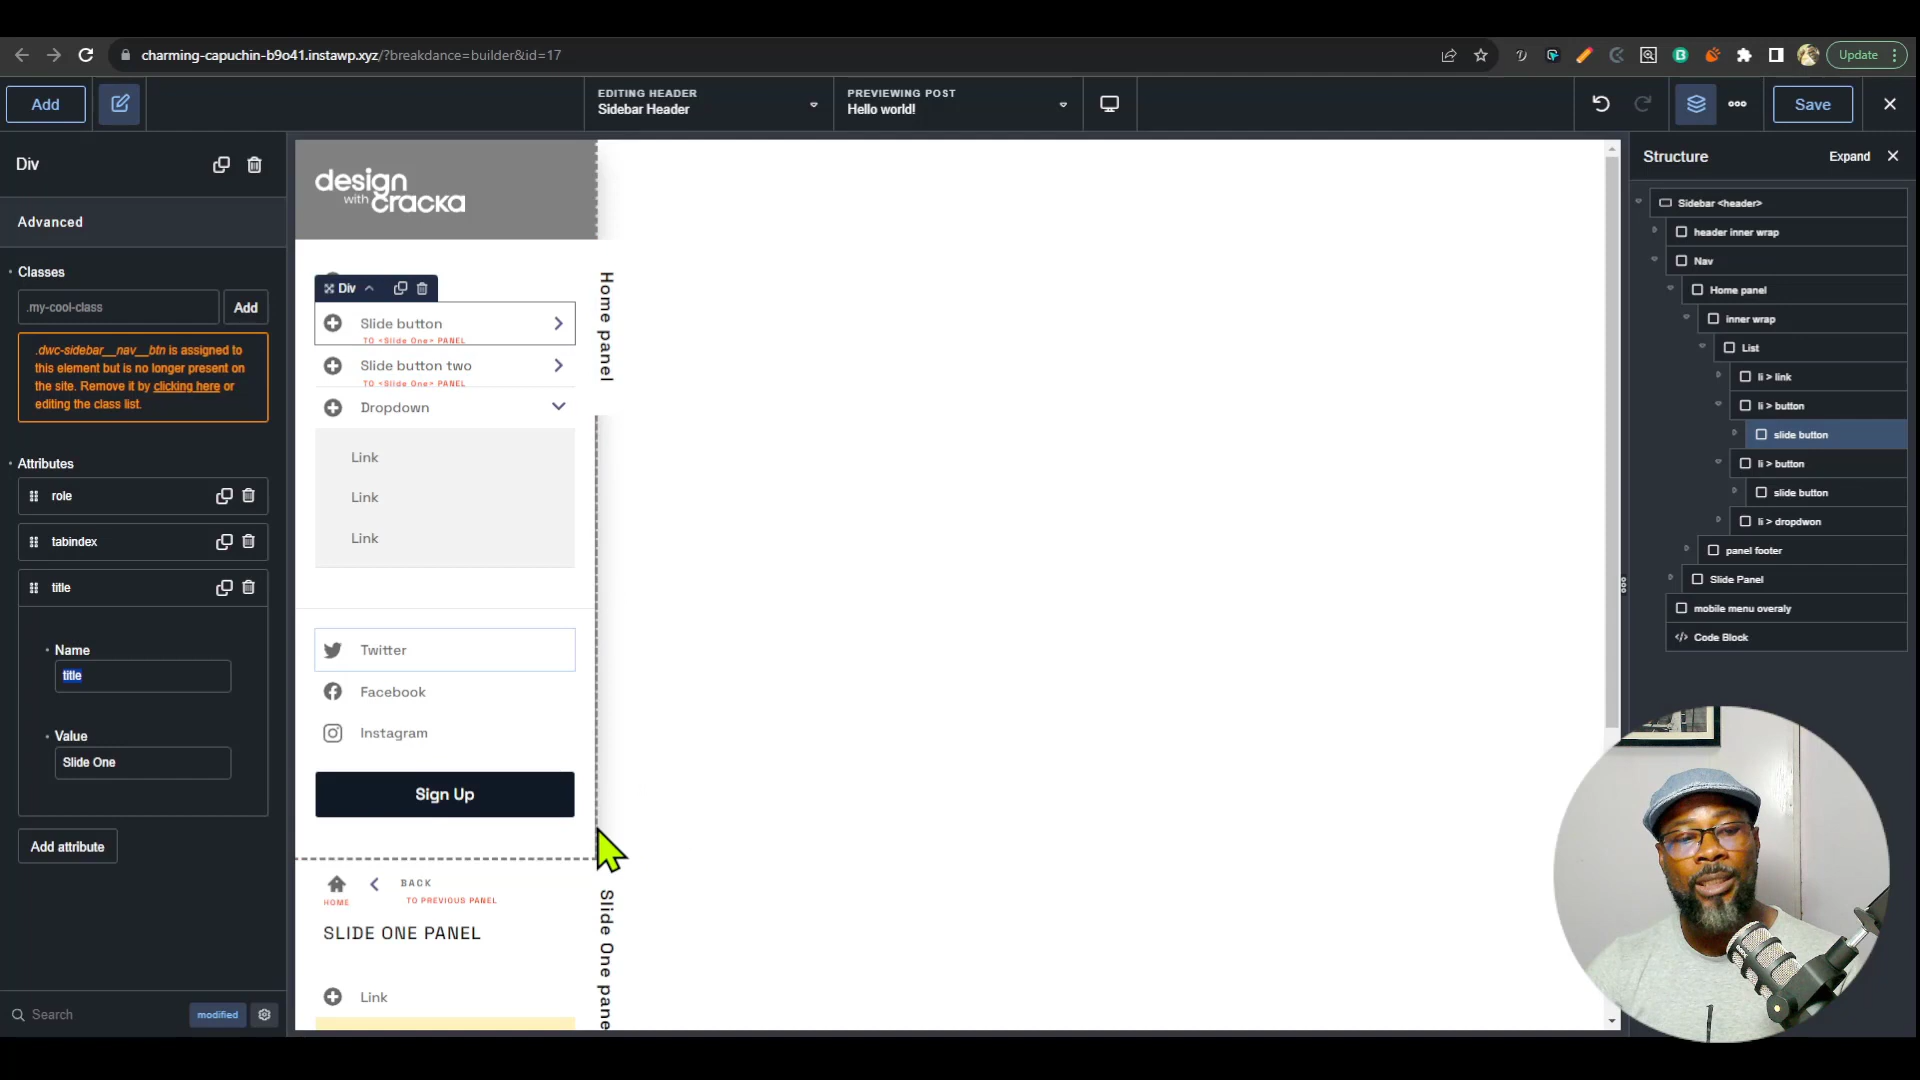 charming-capuchin-b9o41.instawp.xyz/?breakdance=builder&id=17
Update
Add
EDITING HEADER
Sidebar Header
PREVIEWING POST
Hello world!
Save
Div
Advanced
Classes
.my-cool-class
Add
.dwc-sidebar__nav__btn is assigned to
this element but is no longer present on
the site. Remove it by clicking here or
editing the class list.
Attributes
role
tabindex
title
Name
title
Value
Slide One
Add attribute
Search
modified
design
with cracka
Div
Slide button
TO <Slide One> PANEL
Slide button two
TO <Slide One> PANEL
Dropdown
Link
Link
Link
Twitter
Facebook
Instagram
Sign Up
HOME
BACK
TO PREVIOUS PANEL
SLIDE ONE PANEL
Link
Home panel
Slide One pane
Structure
Expand
Sidebar <header>
header inner wrap
Nav
Home panel
inner wrap
List
li > link
li > button
slide button
li > button
slide button
li > dropdwon
panel footer
Slide Panel
mobile menu overaly
</> Code Block